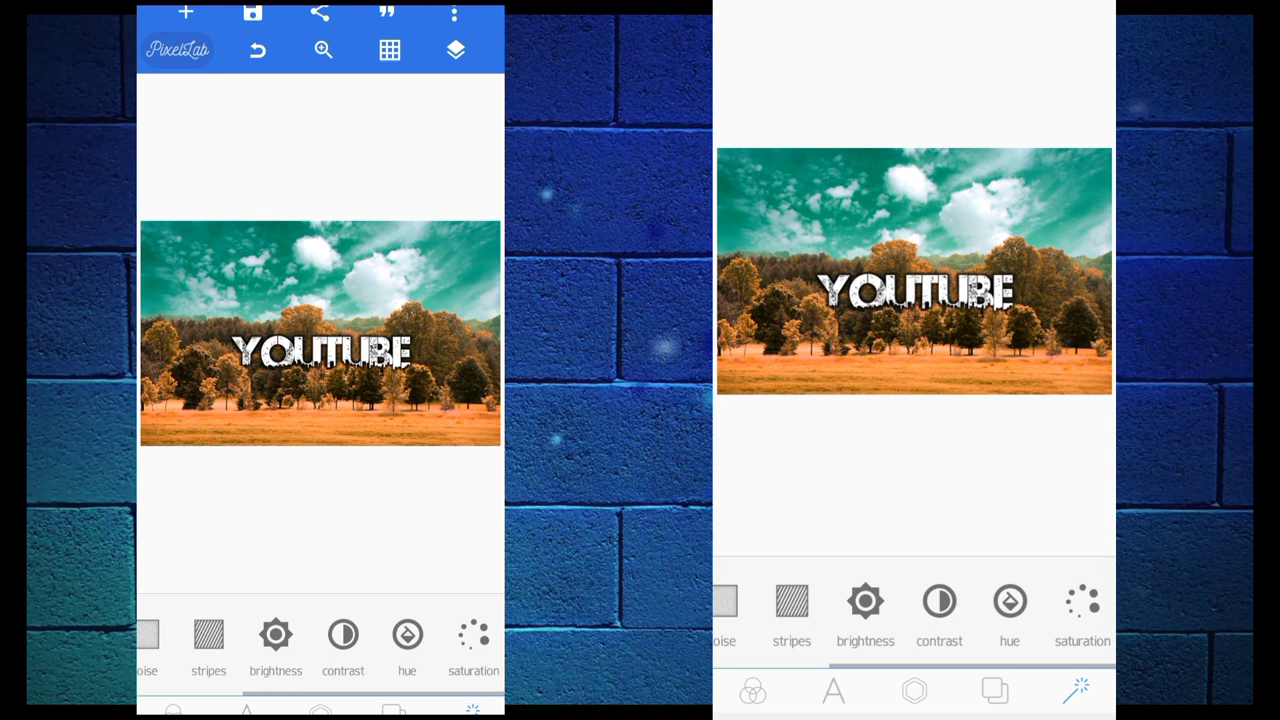 PixelLab
YOUTUBE
oise stripes brightness contrast hue saturation
YOUTUBE
oise stripes brightness contrast hue saturation